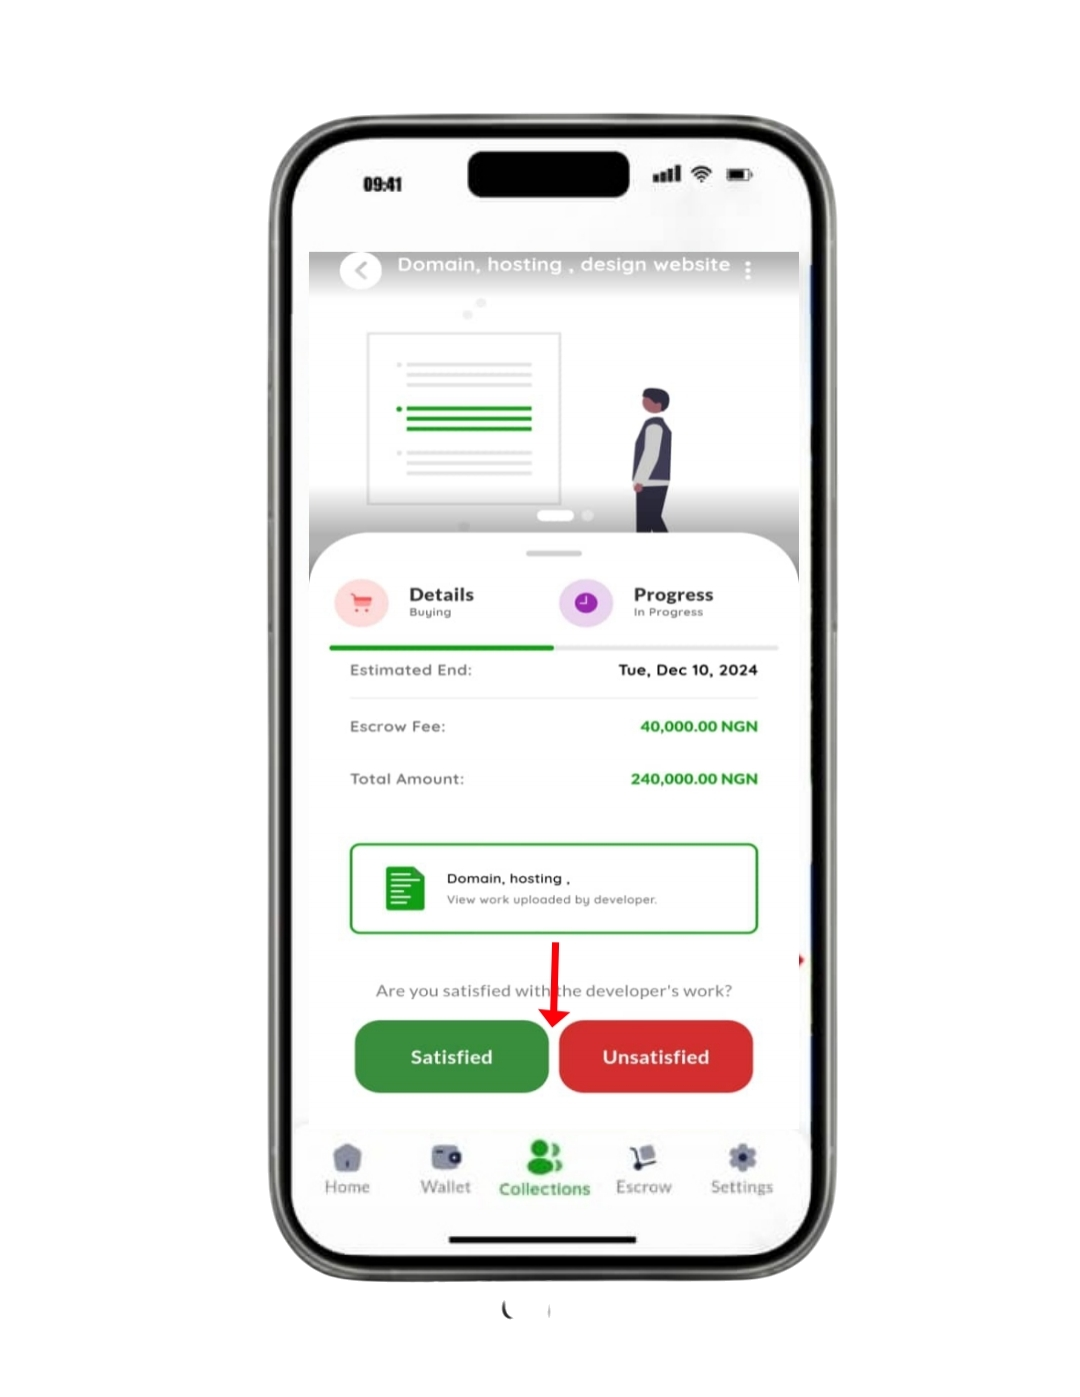 09:41
Domain, hosting , design website
Details
Buying
Progress
In Progress
Estimated End:
Tue, Dec 10, 2024
Escrow Fee:
40,000.00 NGN
Total Amount:
240,000.00 NGN
Domain, hosting ,
View work uploaded by developer.
Are you satisfied with the developer's work?
Satisfied
Unsatisfied
Home
Wallet
Collections
Escrow
Settings